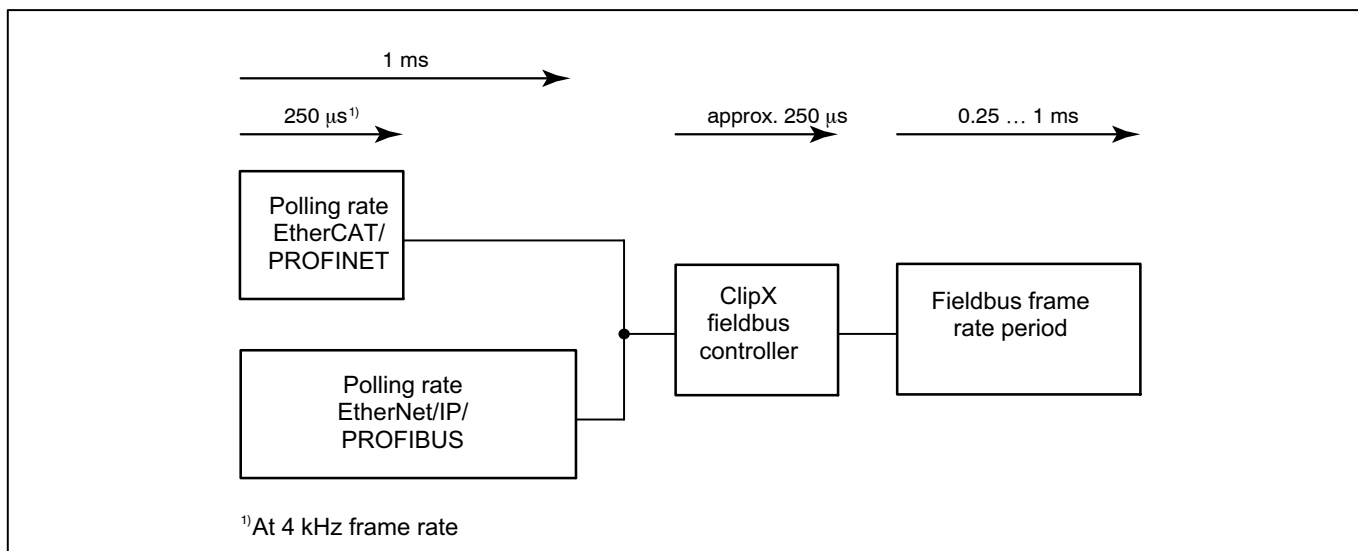 1 ms
250 μs1)
approx. 250 μs
0.25 … 1 ms
Polling rate
EtherCAT/
PROFINET
ClipX
fieldbus
controller
Fieldbus frame
rate period
Polling rate
EtherNet/IP/
PROFIBUS
1)At 4 kHz frame rate